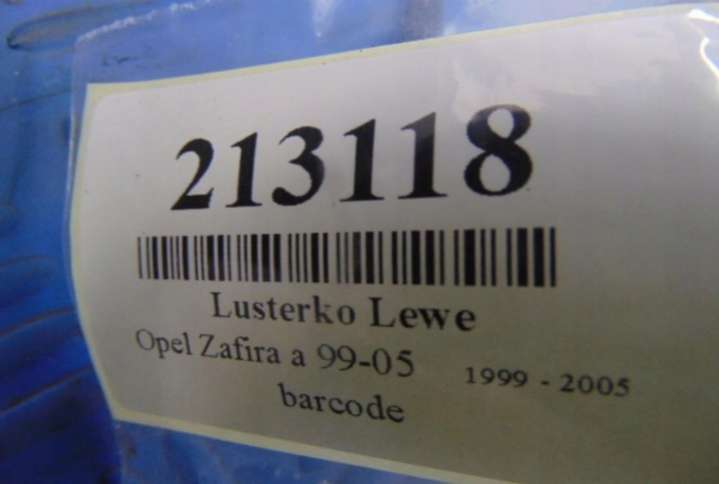 213118
Lusterko Lewe
Opel Zafira a 99-05 1999 - 2005
barcode